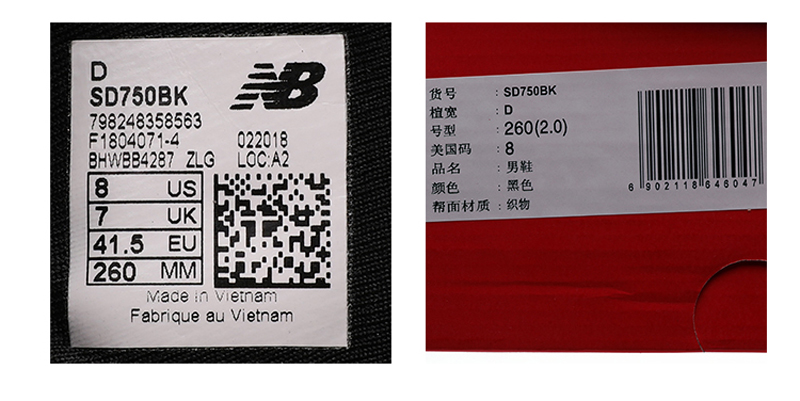 D
SD750BK
798248358563
F1804071-4 022018
BHWBB4287 ZLG LOC:A2
NB
8 US
7 UK
41.5 EU
260 MM
Made in Vietnam
Fabrique au Vietnam
货号 : SD750BK
楦宽 : D
号型 : 260(2.0)
美国码 : 8
品名 : 男鞋
颜色 : 黑色
帮面材质 : 织物
6 902118 646047